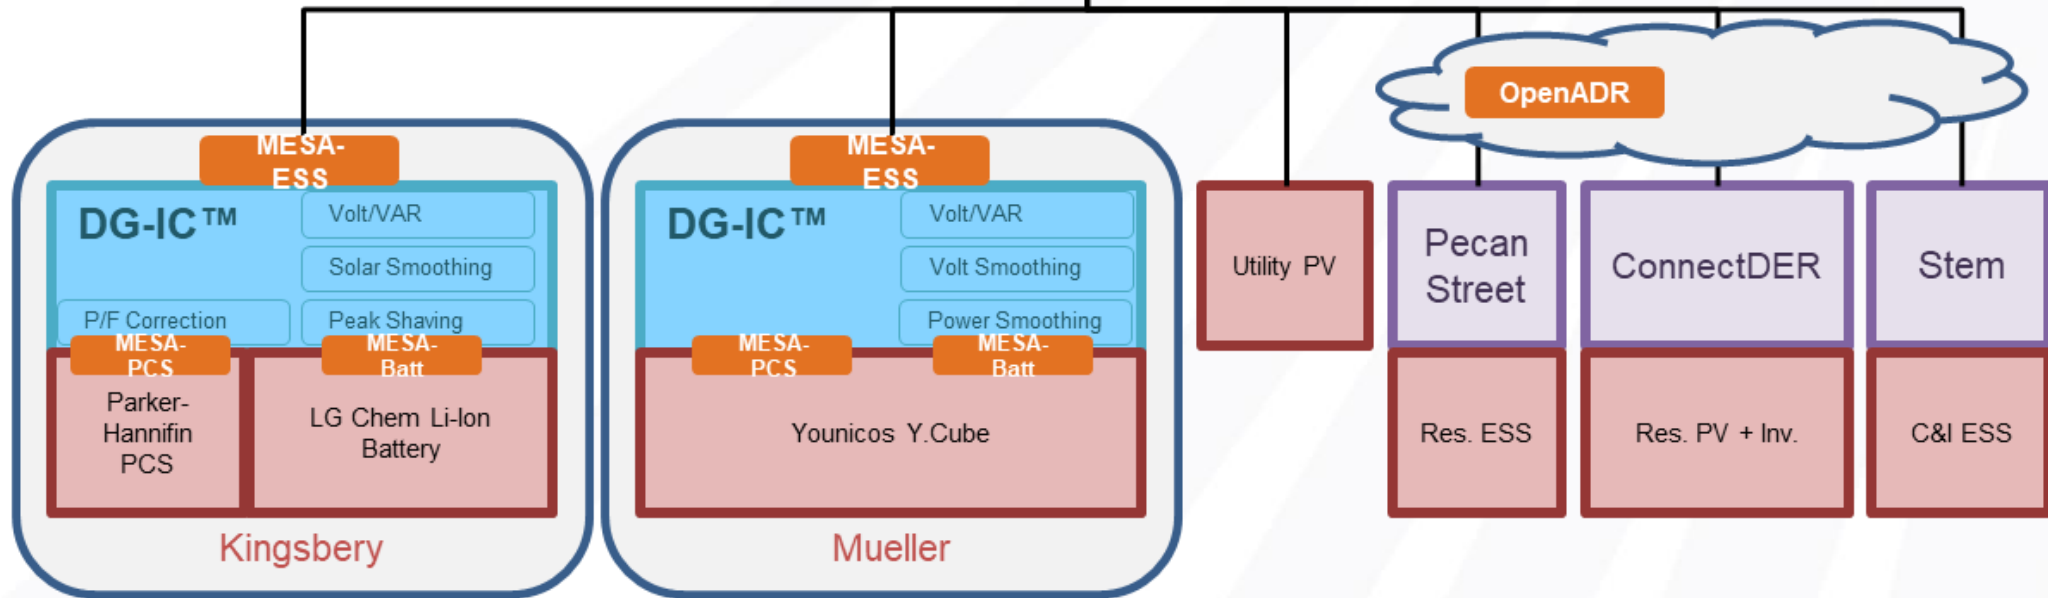 OpenADR
MESA-
ESS
DG-IC™
Volt/VAR
Solar Smoothing
P/F Correction
Peak Shaving
MESA-
PCS
MESA-
Batt
Parker-
Hannifin
PCS
LG Chem Li-Ion
Battery
Kingsbery
MESA-
ESS
DG-IC™
Volt/VAR
Volt Smoothing
Power Smoothing
MESA-
PCS
MESA-
Batt
Younicos Y.Cube
Mueller
Utility PV
Pecan
Street
Res. ESS
ConnectDER
Res. PV + Inv.
Stem
C&I ESS